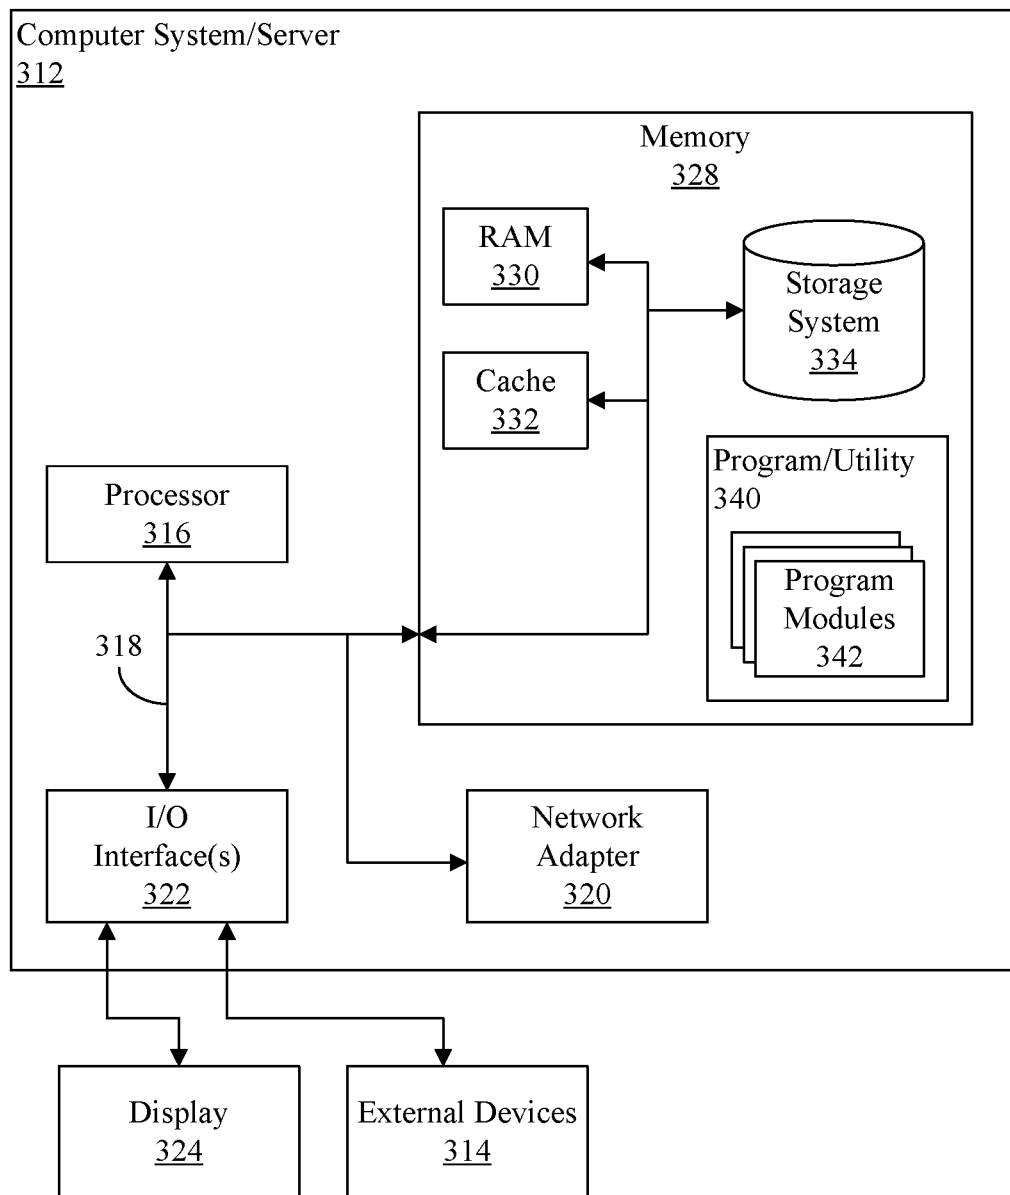 Computer System/Server
312
Memory
328
RAM
330
Storage
System
334
Cache
332
Program/Utility
340
Program
Modules
342
Processor
316
318
I/O
Interface(s)
322
Network
Adapter
320
Display
324
External Devices
314